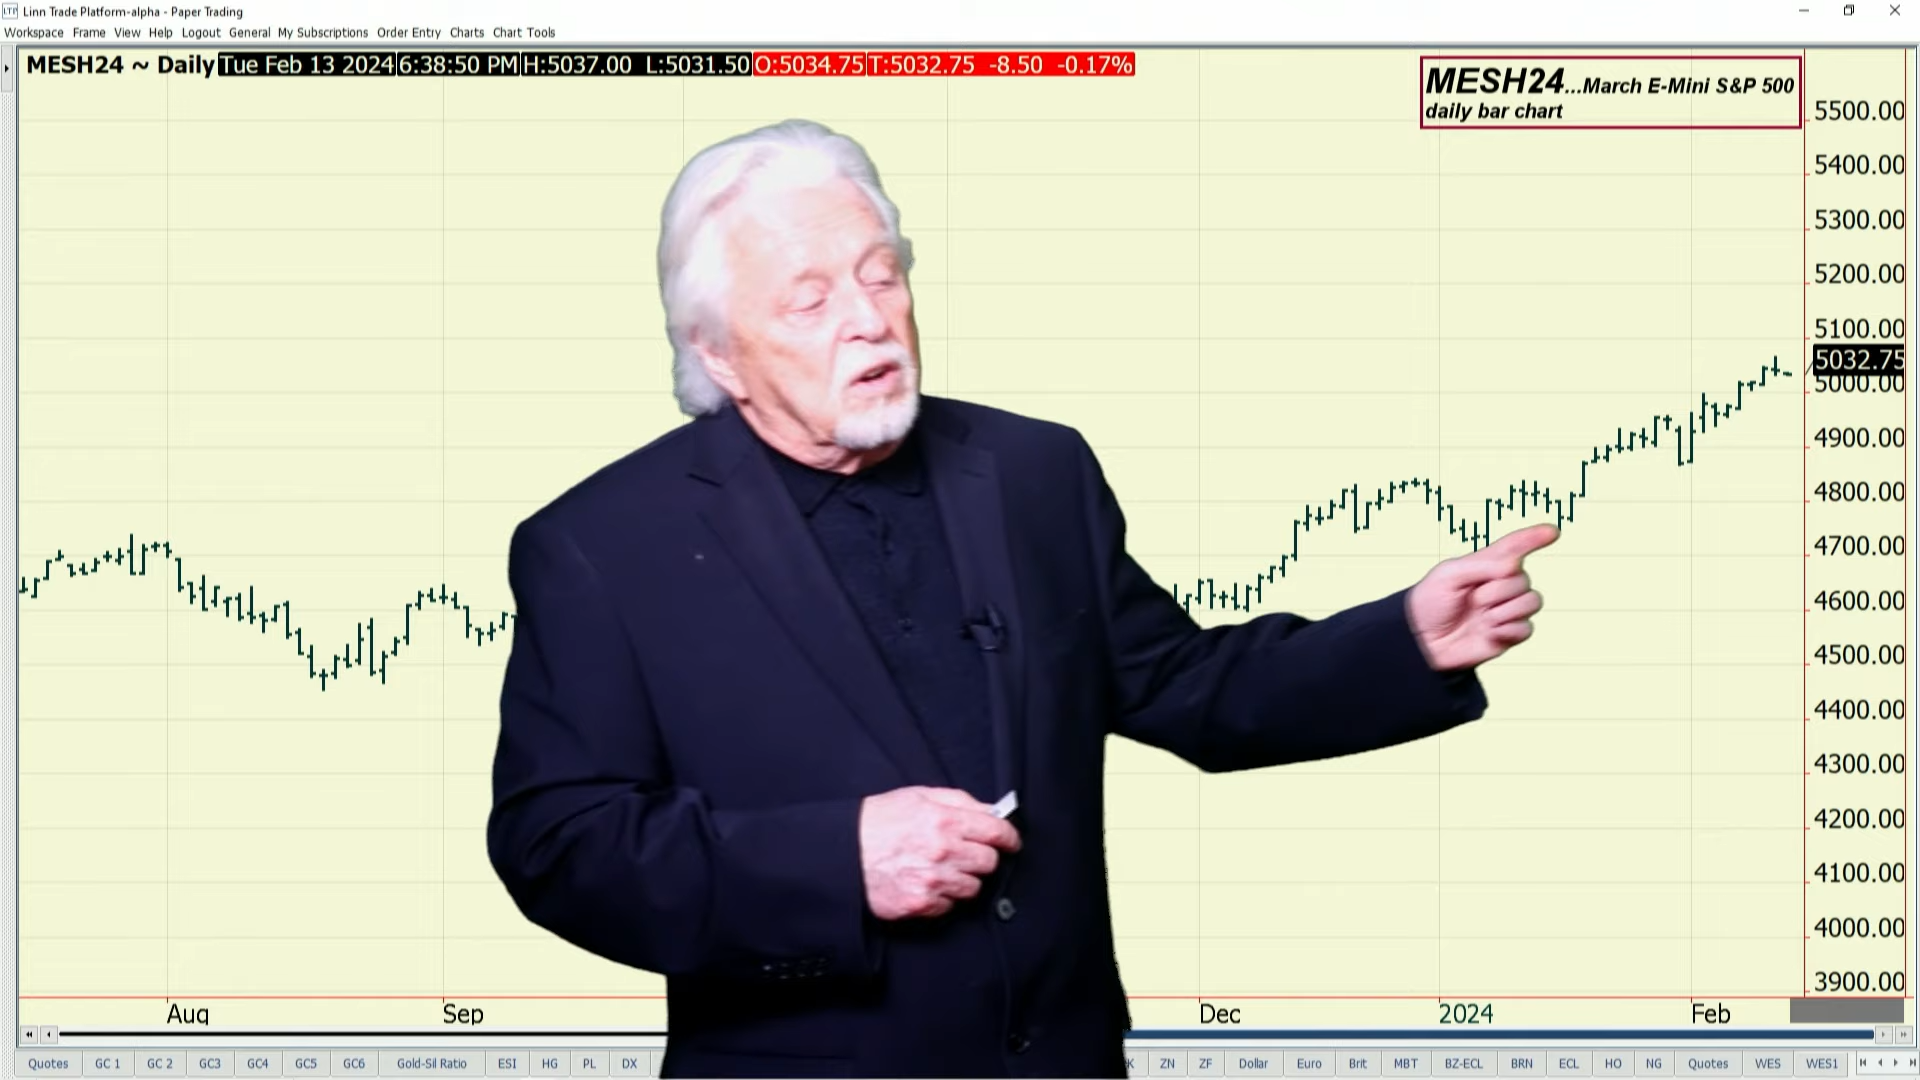 LTP Linn Trade Platform-alpha - Paper Trading
Workspace Frame View Help Logout General My Subscriptions Order Entry Charts Chart Tools
MESH24 ~ Daily Tue Feb 13 2024 6:38:50 PM H:5037.00 L:5031.50 O:5034.75 T:5032.75 -8.50 -0.17%
MESH24...March E-Mini S&P 500
daily bar chart
5500.00
5400.00
5300.00
5200.00
5100.00
5032.75
5000.00
4900.00
4800.00
4700.00
4600.00
4500.00
4400.00
4300.00
4200.00
4100.00
4000.00
3900.00
Aug Sep Dec 2024 Feb
Quotes GC 1 GC 2 GC3 GC4 GC5 GC6 Gold-Sil Ratio ESI HG PL DX K ZN ZF Dollar Euro Brit MBT BZ-ECL BRN ECL HO NG Quotes WES WES1